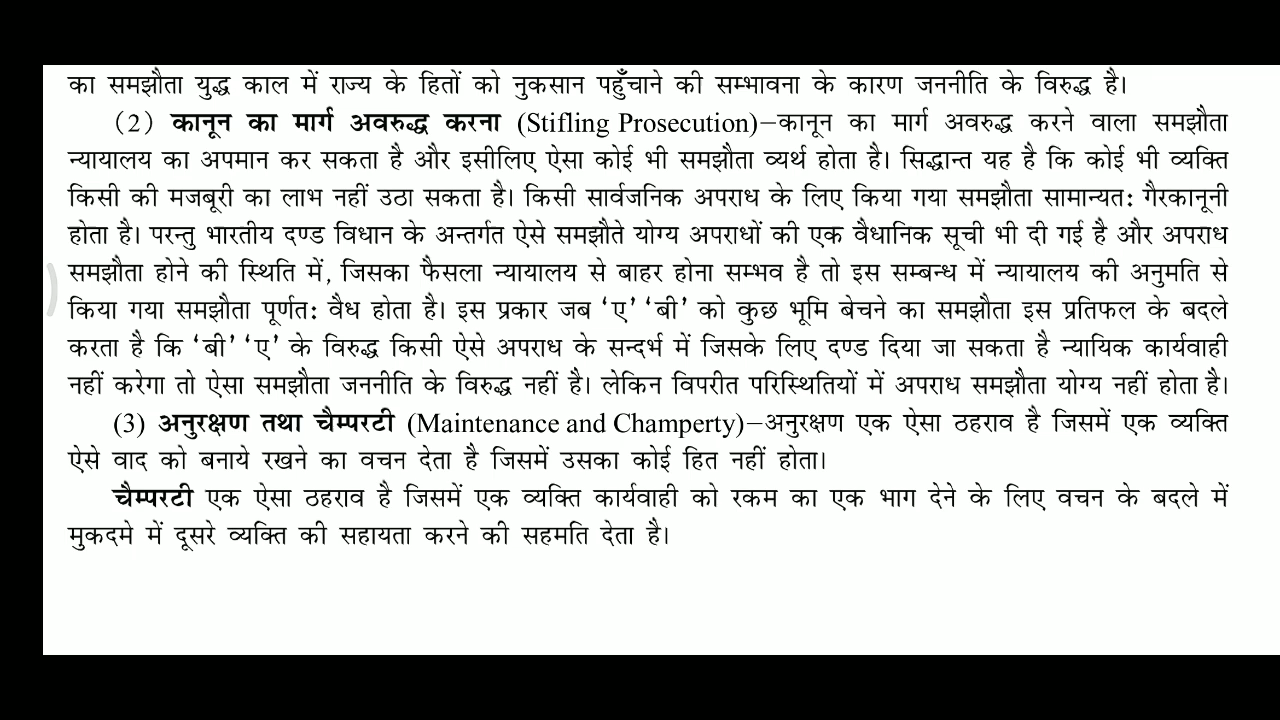 का समझौता युद्ध काल में राज्य के हितों को नुकसान पहुँचाने की सम्भावना के कारण जननीति के विरुद्ध है।
(2) कानून का मार्ग अवरुद्ध करना (Stifling Prosecution)–कानून का मार्ग अवरुद्ध करने वाला समझौता
न्यायालय का अपमान कर सकता है और इसीलिए ऐसा कोई भी समझौता व्यर्थ होता है। सिद्धान्त यह है कि कोई भी व्यक्ति
किसी की मजबूरी का लाभ नहीं उठा सकता है। किसी सार्वजनिक अपराध के लिए किया गया समझौता सामान्यत: गैरकानूनी
होता है। परन्तु भारतीय दण्ड विधान के अन्तर्गत ऐसे समझौते योग्य अपराधों की एक वैधानिक सूची भी दी गई है और अपराध
समझौता होने की स्थिति में, जिसका फैसला न्यायालय से बाहर होना सम्भव है तो इस सम्बन्ध में न्यायालय की अनुमति से
किया गया समझौता पूर्णत: वैध होता है। इस प्रकार जब ‘ए’ ‘बी’ को कुछ भूमि बेचने का समझौता इस प्रतिफल के बदले
करता है कि ‘बी’ ‘ए’ के विरुद्ध किसी ऐसे अपराध के सन्दर्भ में जिसके लिए दण्ड दिया जा सकता है न्यायिक कार्यवाही
नहीं करेगा तो ऐसा समझौता जननीति के विरुद्ध नहीं है। लेकिन विपरीत परिस्थितियों में अपराध समझौता योग्य नहीं होता है।
(3) अनुरक्षण तथा चैम्परटी (Maintenance and Champerty)–अनुरक्षण एक ऐसा ठहराव है जिसमें एक व्यक्ति
ऐसे वाद को बनाये रखने का वचन देता है जिसमें उसका कोई हित नहीं होता।
चैम्परटी एक ऐसा ठहराव है जिसमें एक व्यक्ति कार्यवाही को रकम का एक भाग देने के लिए वचन के बदले में
मुकदमे में दूसरे व्यक्ति की सहायता करने की सहमति देता है।